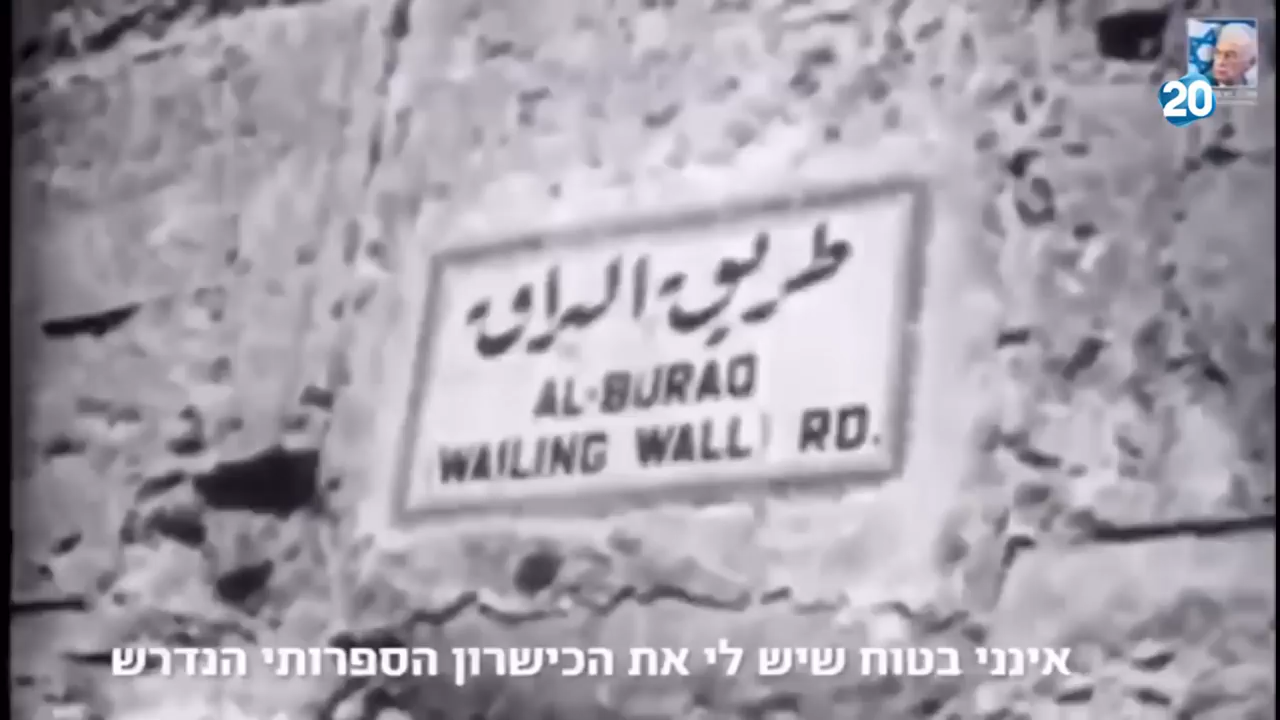 20
طريق البراق
AL-BURAQ
(WAILING WALL) RD.
אינני בטוח שיש לי את הכישרון הספרותי הנדרש